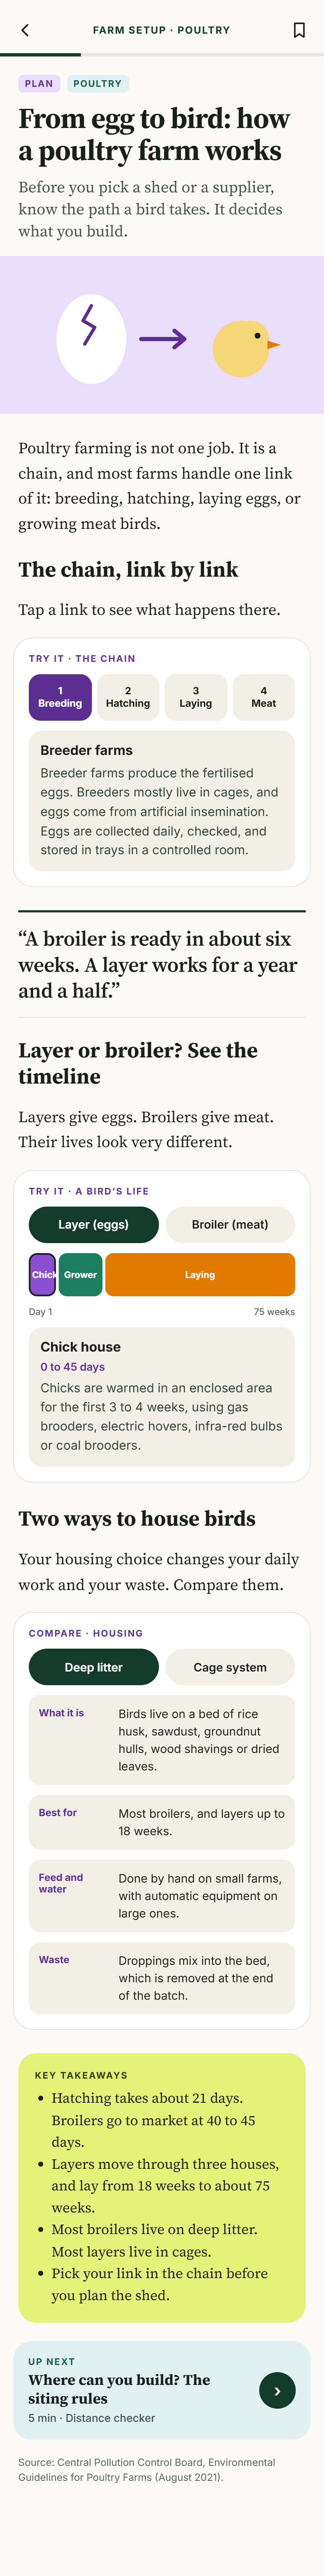 FARM SETUP · POULTRY
PLAN
POULTRY
From egg to bird: how
a poultry farm works
Before you pick a shed or a supplier,
know the path a bird takes. It decides
what you build.
Poultry farming is not one job. It is a
chain, and most farms handle one link
of it: breeding, hatching, laying eggs, or
growing meat birds.
The chain, link by link
Tap a link to see what happens there.
TRY IT · THE CHAIN
1
Breeding
2
Hatching
3
Laying
4
Meat
Breeder farms
Breeder farms produce the fertilised
eggs. Breeders mostly live in cages, and
eggs come from artificial insemination.
Eggs are collected daily, checked, and
stored in trays in a controlled room.
“A broiler is ready in about six
weeks. A layer works for a year
and a half.”
Layer or broiler? See the
timeline
Layers give eggs. Broilers give meat.
Their lives look very different.
TRY IT · A BIRD’S LIFE
Layer (eggs)
Broiler (meat)
Chick
Grower
Laying
Day 1
75 weeks
Chick house
0 to 45 days
Chicks are warmed in an enclosed area
for the first 3 to 4 weeks, using gas
brooders, electric hovers, infra-red bulbs
or coal brooders.
Two ways to house birds
Your housing choice changes your daily
work and your waste. Compare them.
COMPARE · HOUSING
Deep litter
Cage system
What it is
Birds live on a bed of rice
husk, sawdust, groundnut
hulls, wood shavings or dried
leaves.
Best for
Most broilers, and layers up to
18 weeks.
Feed and
water
Done by hand on small farms,
with automatic equipment on
large ones.
Waste
Droppings mix into the bed,
which is removed at the end
of the batch.
KEY TAKEAWAYS
• Hatching takes about 21 days.
Broilers go to market at 40 to 45
days.
• Layers move through three houses,
and lay from 18 weeks to about 75
weeks.
• Most broilers live on deep litter.
Most layers live in cages.
• Pick your link in the chain before
you plan the shed.
UP NEXT
Where can you build? The
siting rules
5 min · Distance checker
Source: Central Pollution Control Board, Environmental
Guidelines for Poultry Farms (August 2021).